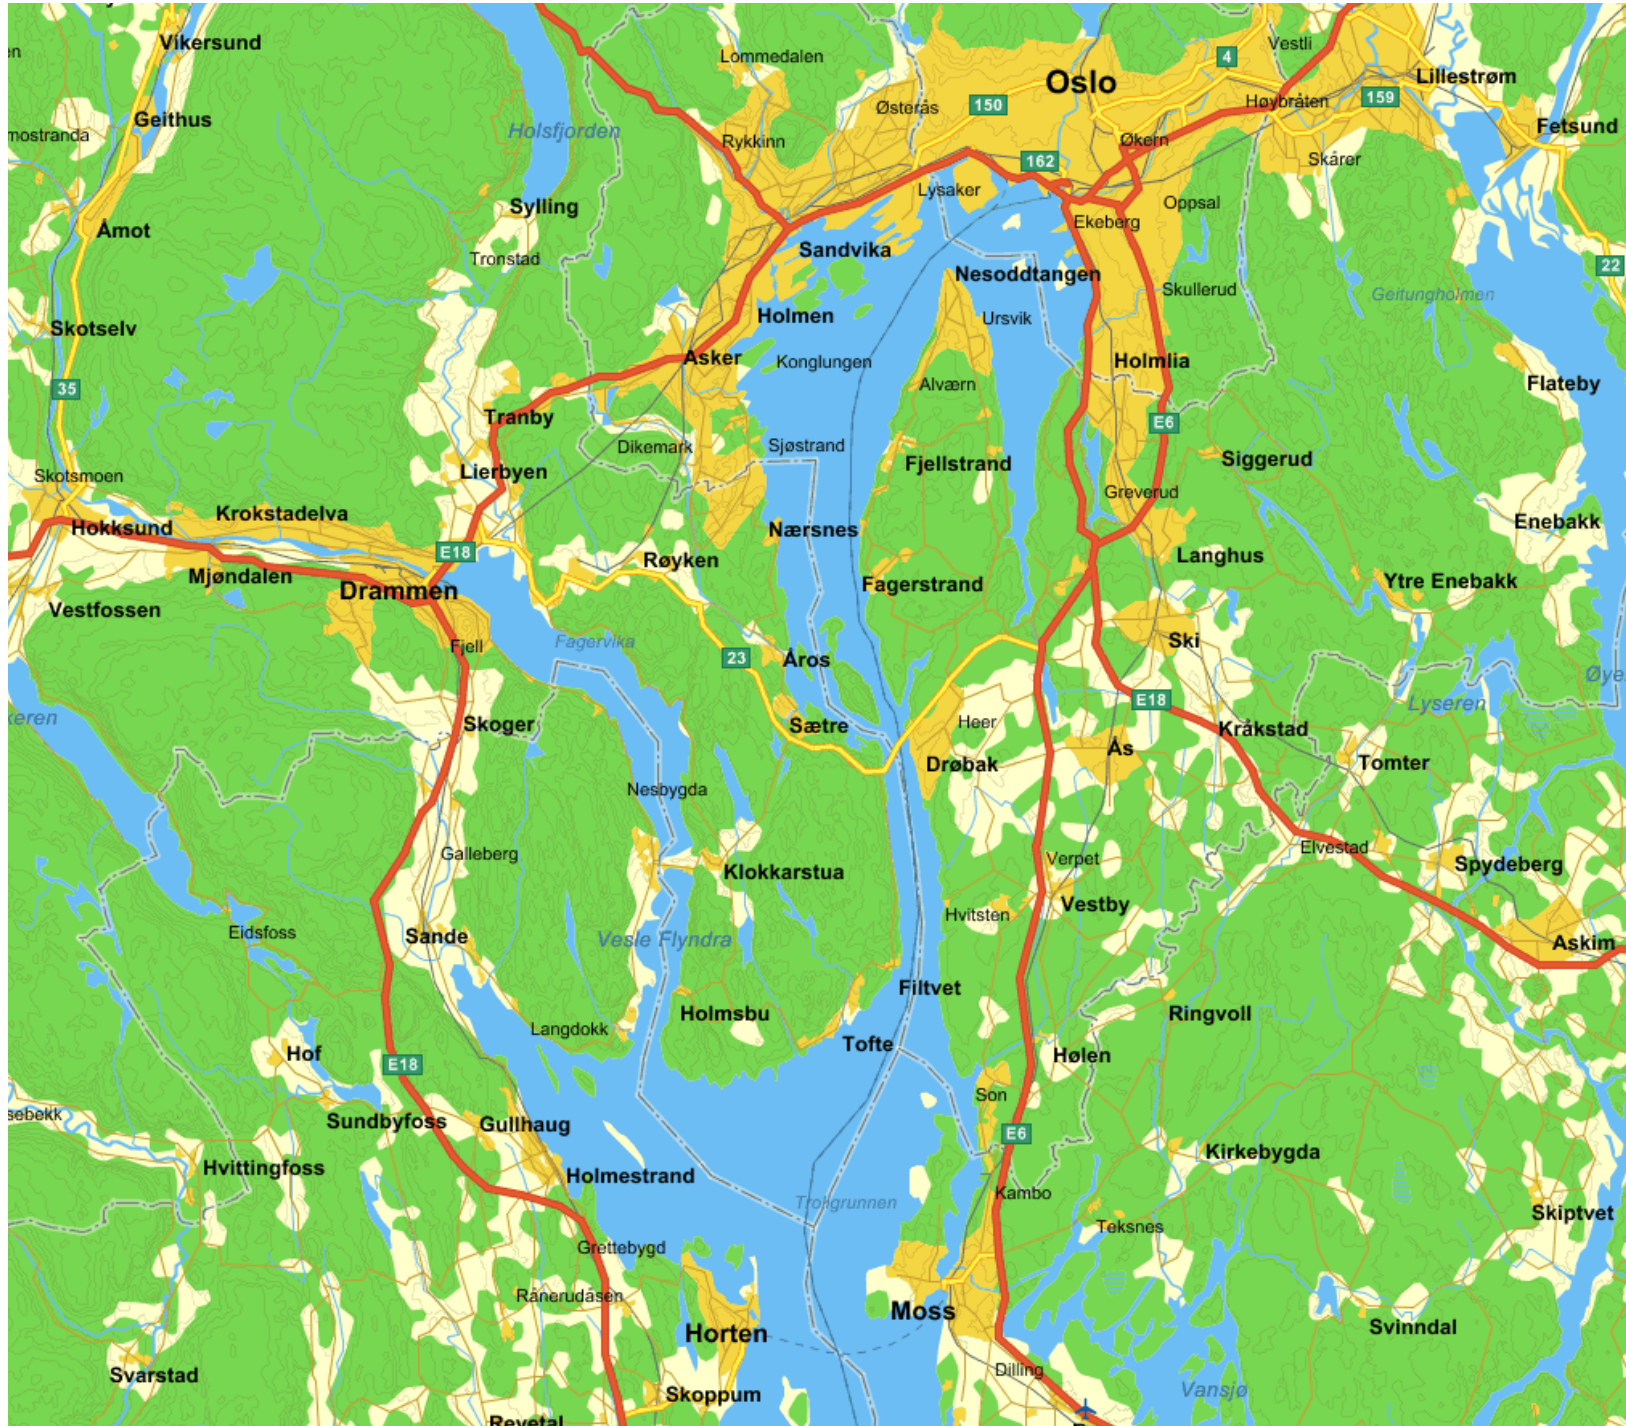 Vikersund
Lommedalen
Vestli
4
Oslo
Lillestrøm
Østerås
150
Høybråten
159
Geithus
mostranda
Holsfjorden
Rykkinn
Økern
Fetsund
162
Skårer
Lysaker
Sylling
Oppsal
Åmot
Ekeberg
Sandvika
Tronstad
22
Nesoddtangen
Skullerud
Geitungholmen
Holmen
Ursvik
Skotselv
Asker
Konglungen
Holmlia
Alværn
Flateby
35
Tranby
E6
Dikemark
Sjøstrand
Siggerud
Fjellstrand
Lierbyen
Skotsmoen
Greverud
Krokstadelva
Hokksund
Nærsnes
Enebakk
E18
Langhus
Røyken
Mjøndalen
Ytre Enebakk
Fagerstrand
Drammen
Vestfossen
Fagervika
Ski
Fjell
23
Åros
Øye
E18
Lyseren
keren
Skoger
Sætre
Heer
Kråkstad
Ås
Drøbak
Tomter
Nesbygda
Elvestad
Galleberg
Verpet
Spydeberg
Klokkarstua
Vestby
Hvitsten
Eidsfoss
Sande
Vesle Flyndra
Askim
Filtvet
Holmsbu
Ringvoll
Langdokk
Tofte
Hof
Hølen
E18
Son
sebekk
Sundbyfoss
Gullhaug
E6
Kirkebygda
Hvittingfoss
Holmestrand
Kambo
Skiptvet
Teksnes
Grettebygd
Rånerudåsen
Moss
Horten
Svinndal
Dilling
Svarstad
Vansjø
Skoppum
Revetal